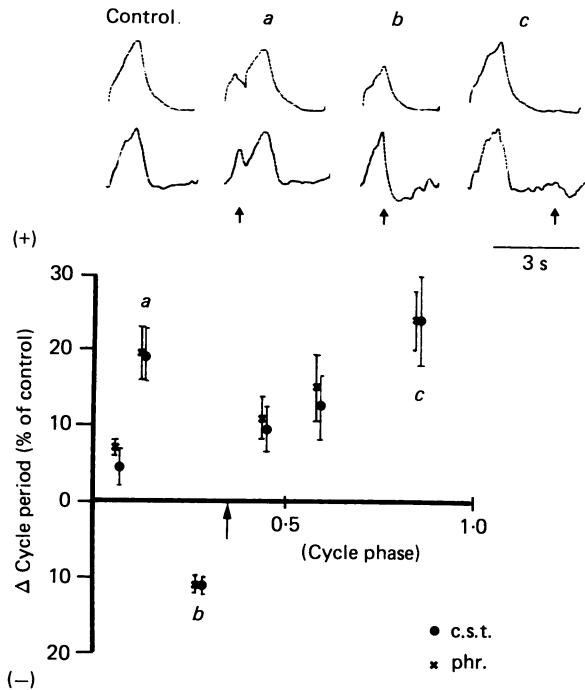 Control. a b c
(+)
3 s
30
20
10
0
10
20
(−)
Δ Cycle period (% of control)
a
c
b
0·5
1·0
(Cycle phase)
● c.s.t.
× phr.